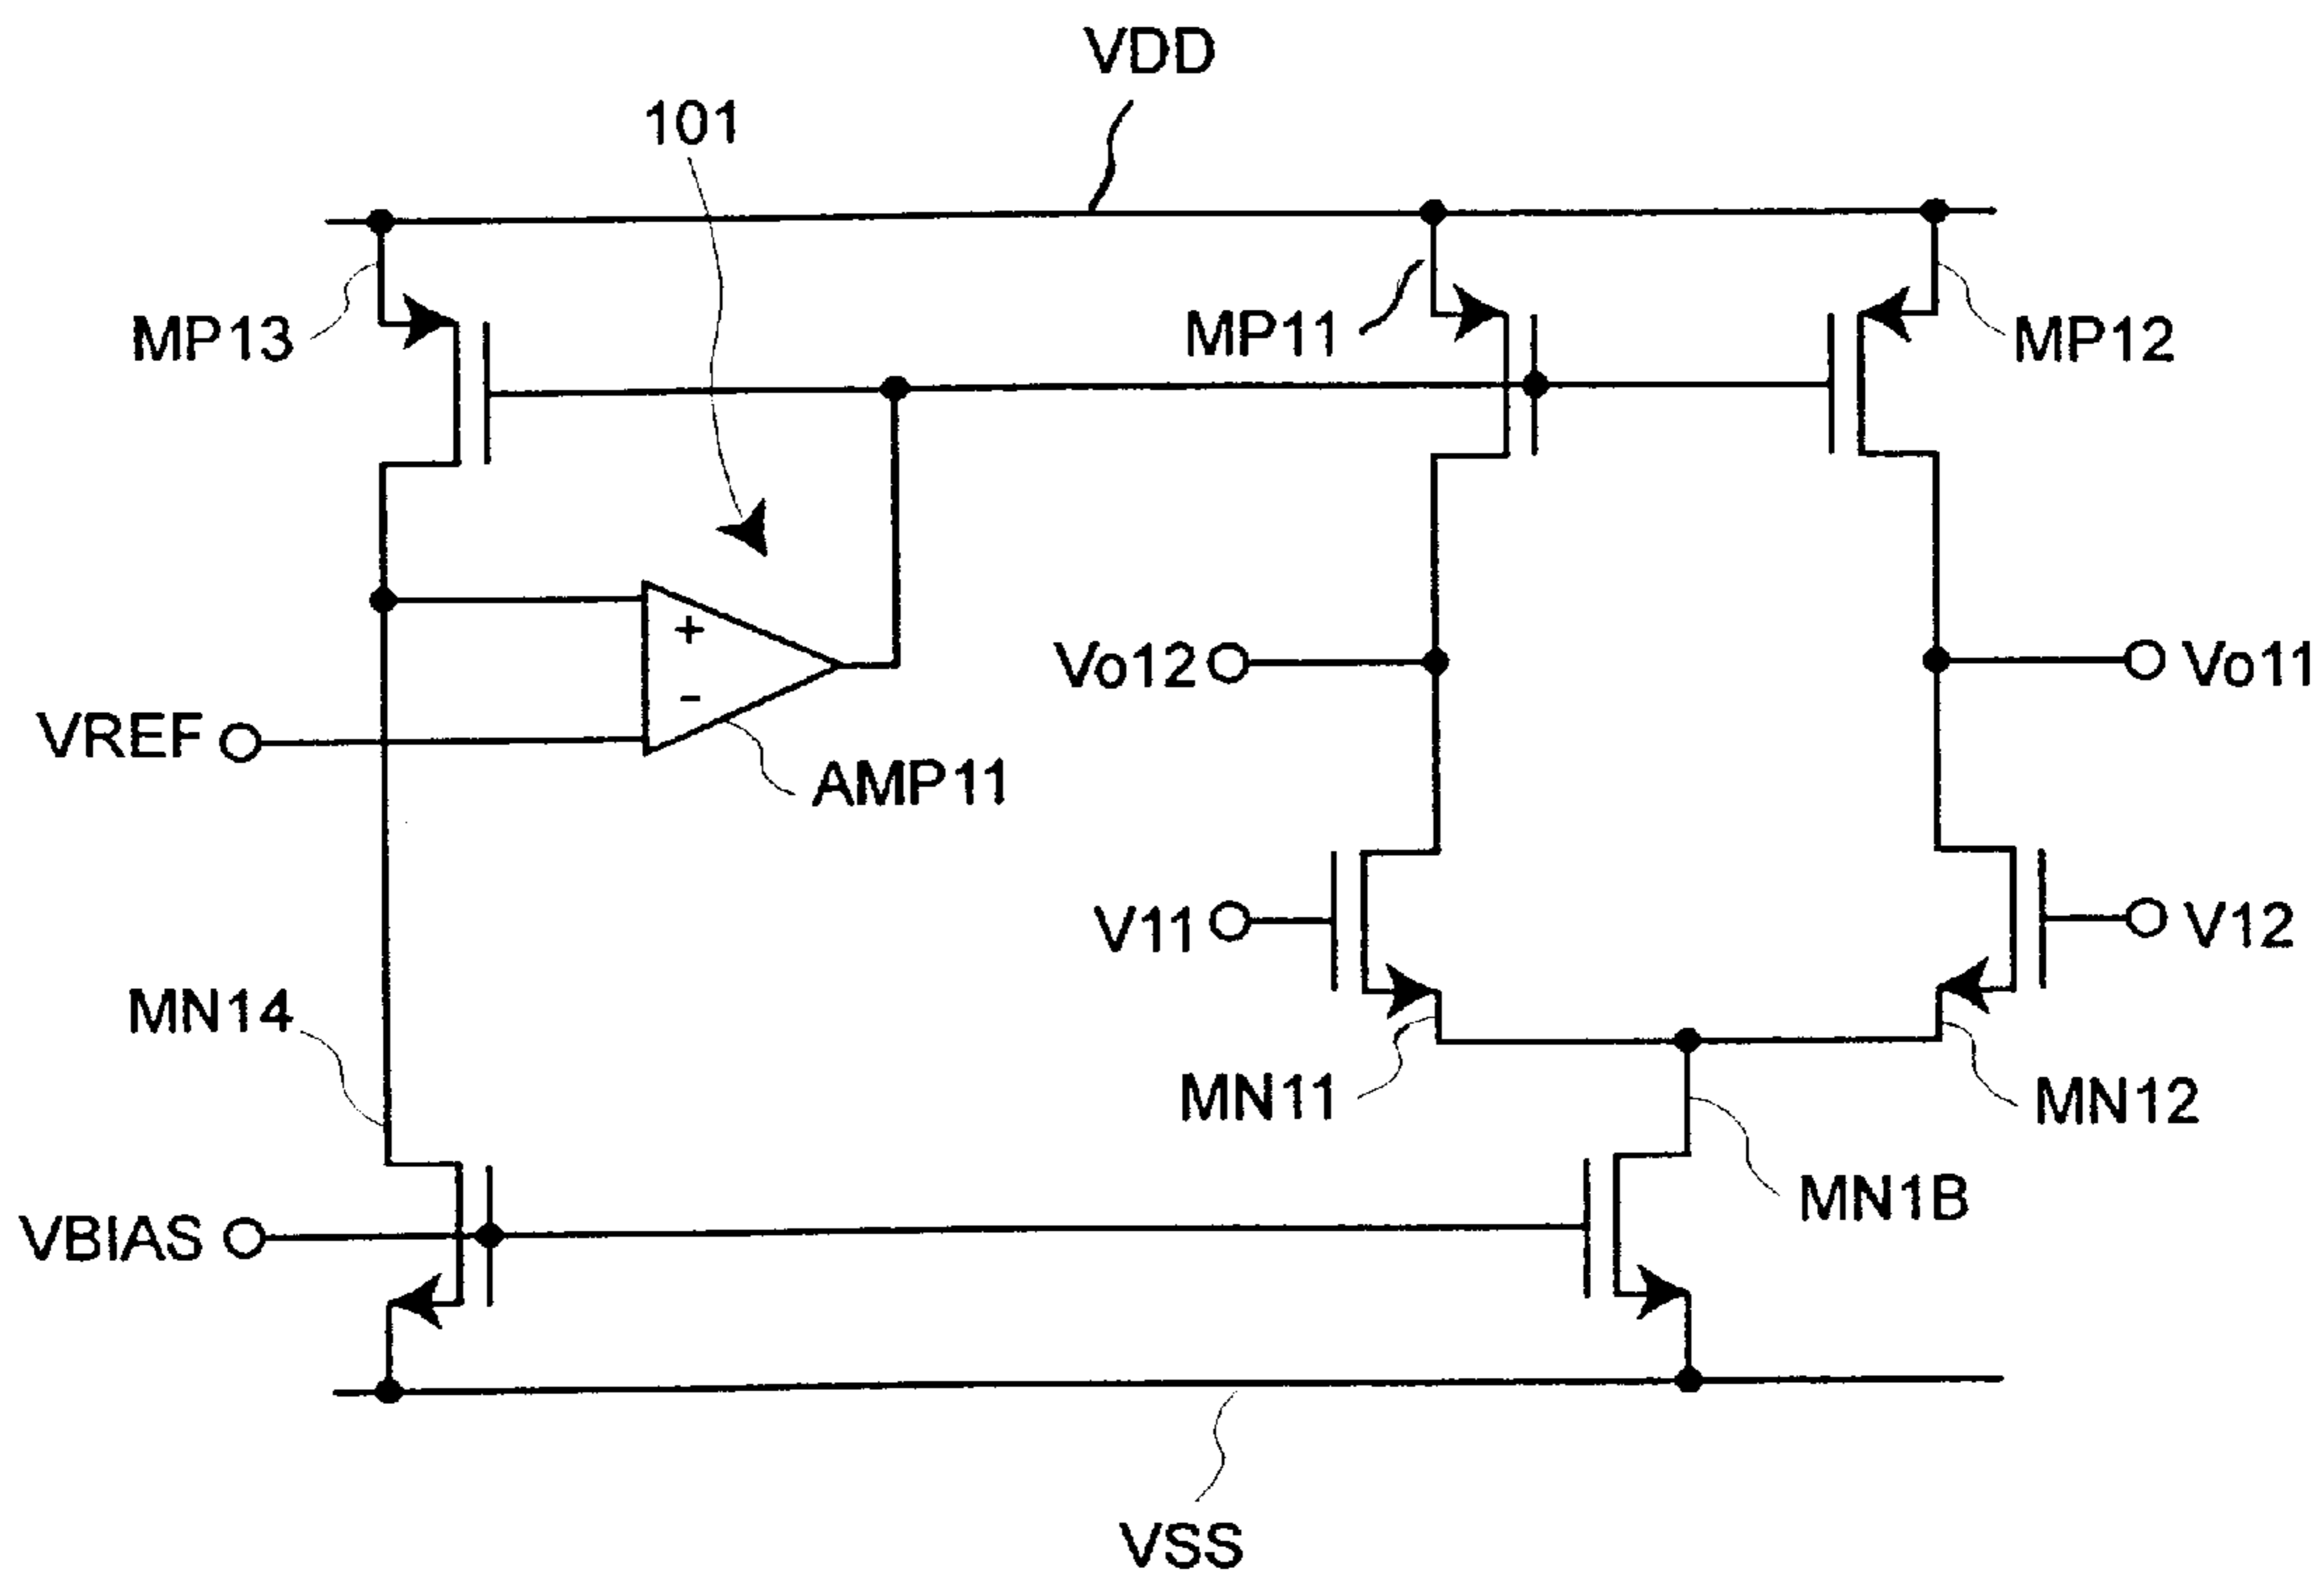 VDD
101
MP13
MP11
MP12
+
-
Vo12
Vo11
VREF
AMP11
V11
V12
MN14
MN11
MN12
MN1B
VBIAS
VSS